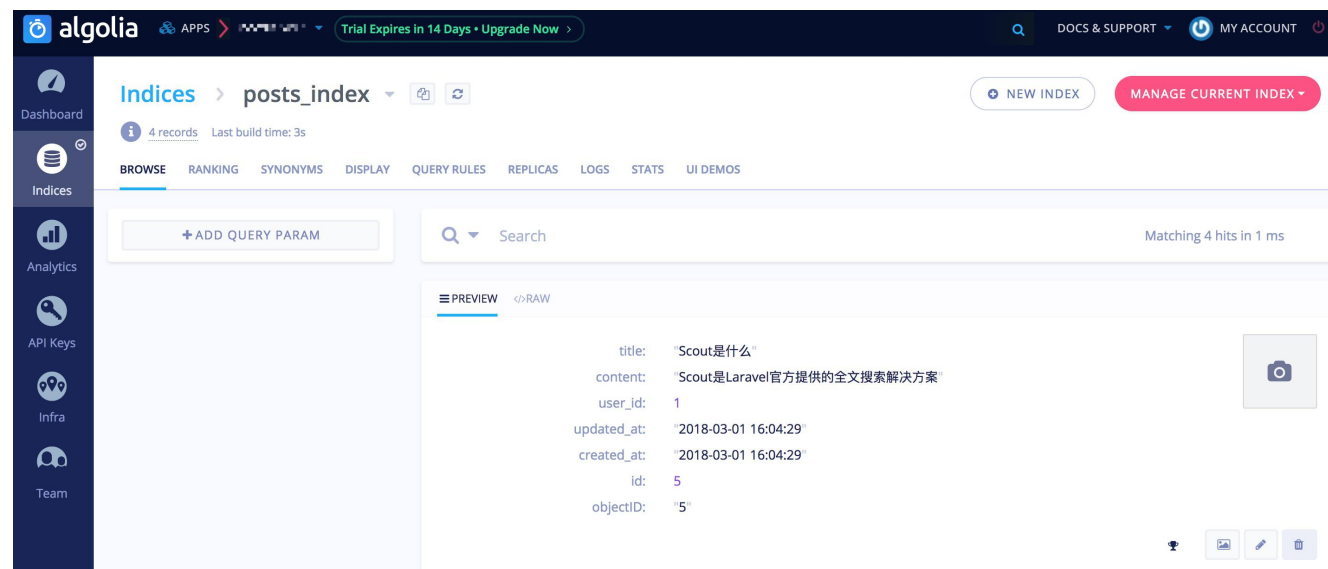 algolia APPS Trial Expires in 14 Days • Upgrade Now > DOCS & SUPPORT MY ACCOUNT
Dashboard
Indices
Analytics
API Keys
Infra
Team
Indices > posts_index
NEW INDEX
MANAGE CURRENT INDEX
4 records Last build time: 3s
BROWSE RANKING SYNONYMS DISPLAY QUERY RULES REPLICAS LOGS STATS UI DEMOS
+ ADD QUERY PARAM
Search
Matching 4 hits in 1 ms
PREVIEW </>RAW
title: "Scout是什么"
content: "Scout是Laravel官方提供的全文搜索解决方案"
user_id: 1
updated_at: "2018-03-01 16:04:29"
created_at: "2018-03-01 16:04:29"
id: 5
objectID: "5"